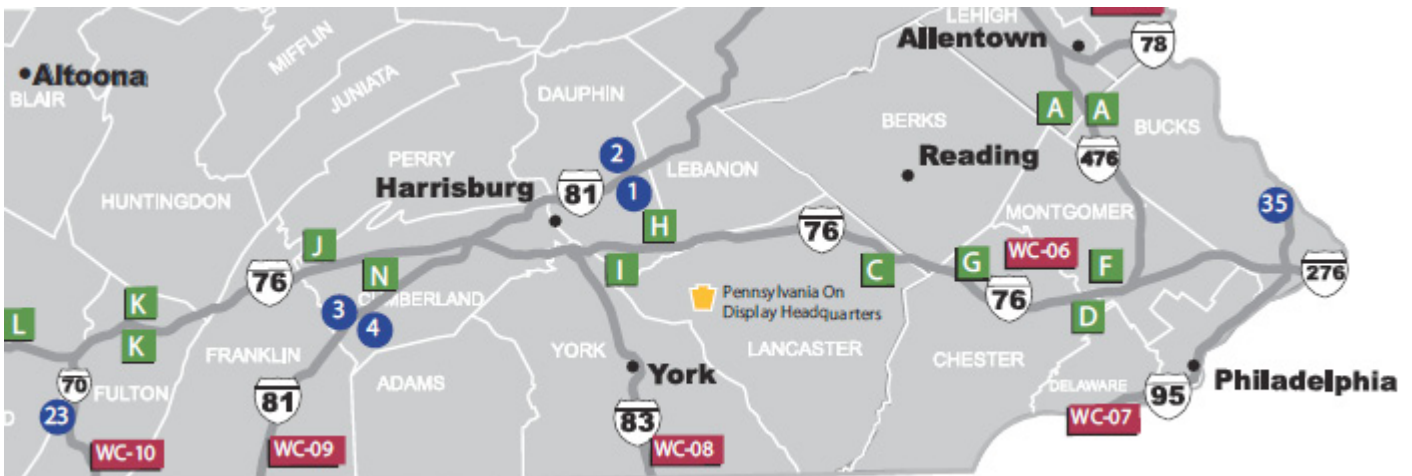 LEHIGH
Allentown
78
Altoona
BLAIR
MIFFLIN
JUNIATA
DAUPHIN
A
A
BUCKS
BERKS
476
PERRY
2
LEBANON
Reading
HUNTINGDON
Harrisburg
81
1
35
MONTGOMER
J
H
76
WC-06
N
I
C
G
F
276
76
CUMBERLAND
Pennsylvania On
Display Headquarters
76
K
3
4
D
L
K
FRANKLIN
YORK
LANCASTER
CHESTER
70
FULTON
ADAMS
York
DELAWARE
Philadelphia
81
95
23
83
WC-07
WC-10
WC-09
WC-08